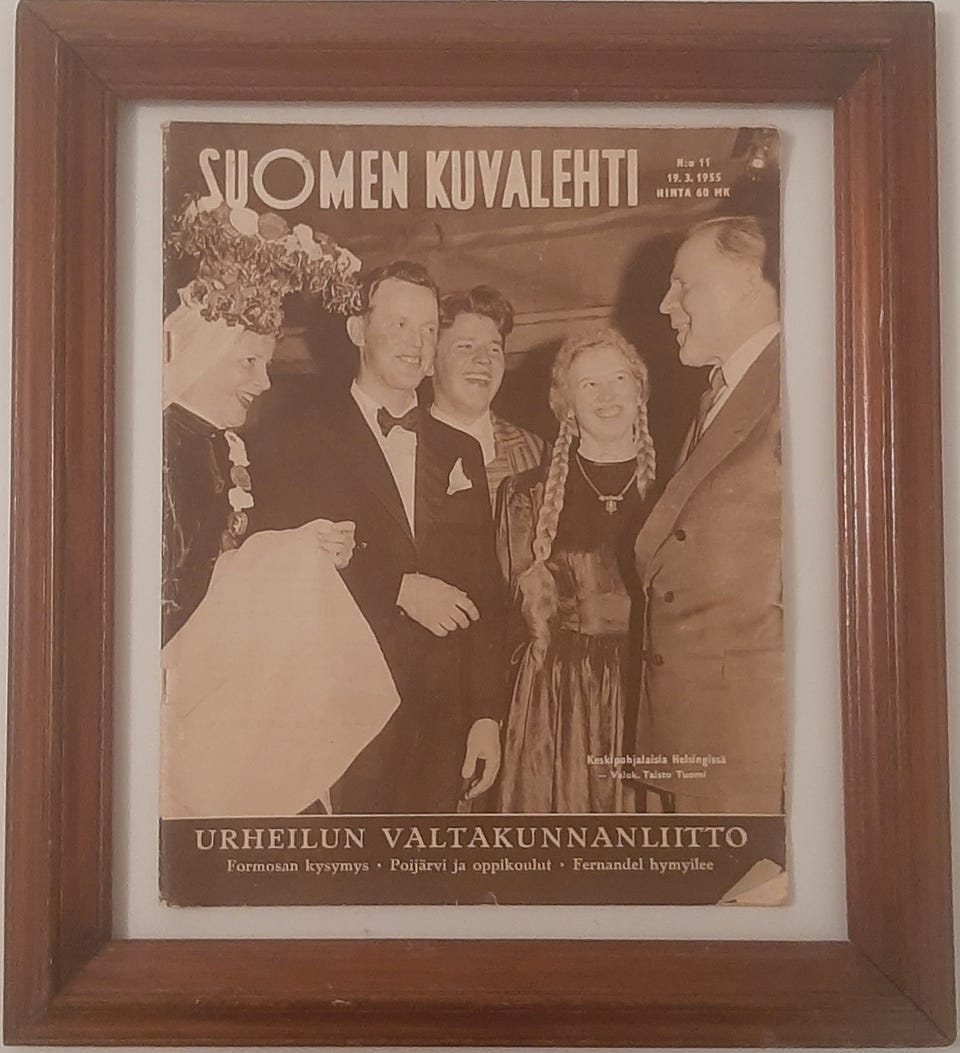 SUOMEN KUVALEHTI
N:o 11
19. 3. 1955
HINTA 60 MK
Keskipohjalaisia Helsingissä
— Valok. Taisto Tuomi
URHEILUN VALTAKUNNANLIITTO
Formosan kysymys • Poijärvi ja oppikoulut • Fernandel hymyilee